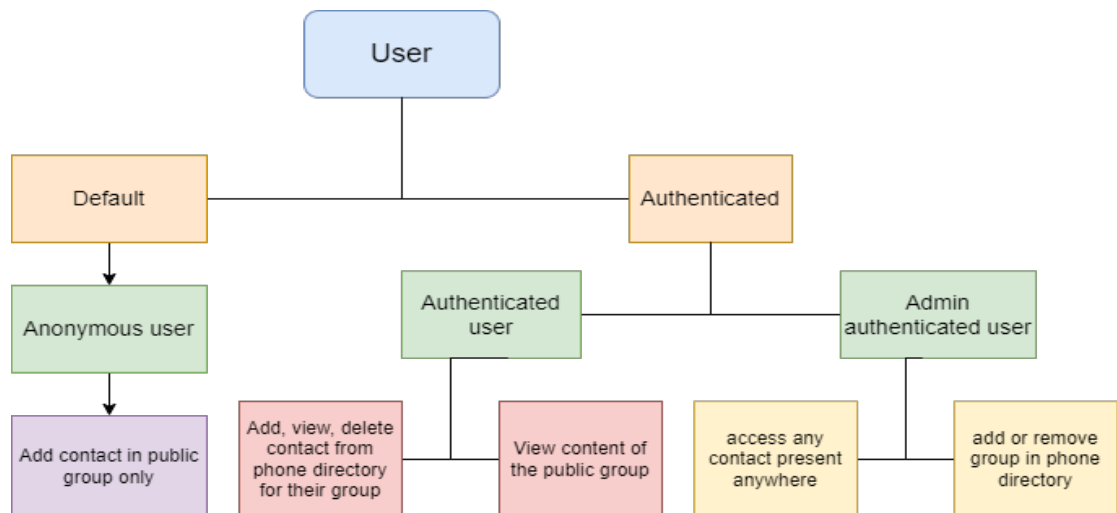 User
Default
Authenticated
Anonymous user
Authenticated
user
Admin
authenticated user
Add contact in public
group only
Add, view, delete
contact from
phone directory
for their group
View content of
the public group
access any
contact present
anywhere
add or remove
group in phone
directory